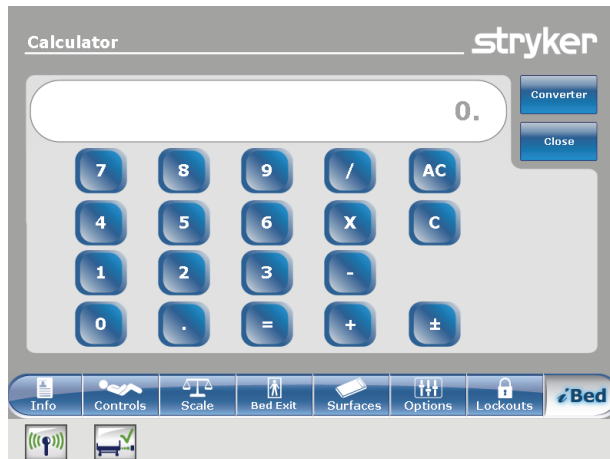 Calculator
stryker
0.
Converter
Close
7 8 9 / AC
4 5 6 X C
1 2 3 -
0 . = + ±
Info Controls Scale Bed Exit Surfaces Options Lockouts iBed